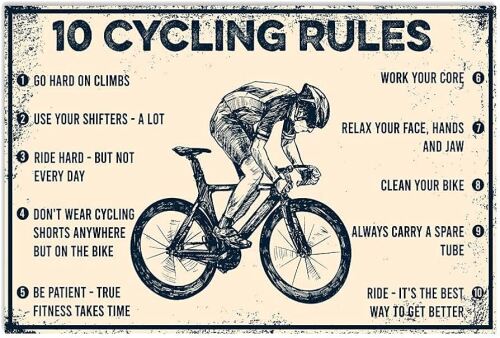 10 CYCLING RULES
1 GO HARD ON CLIMBS
2 USE YOUR SHIFTERS - A LOT
3 RIDE HARD - BUT NOT
EVERY DAY
4 DON'T WEAR CYCLING
SHORTS ANYWHERE
BUT ON THE BIKE
5 BE PATIENT - TRUE
FITNESS TAKES TIME
WORK YOUR CORE 6
RELAX YOUR FACE, HANDS 7
AND JAW
CLEAN YOUR BIKE 8
ALWAYS CARRY A SPARE 9
TUBE
RIDE - IT'S THE BEST 10
WAY TO GET BETTER